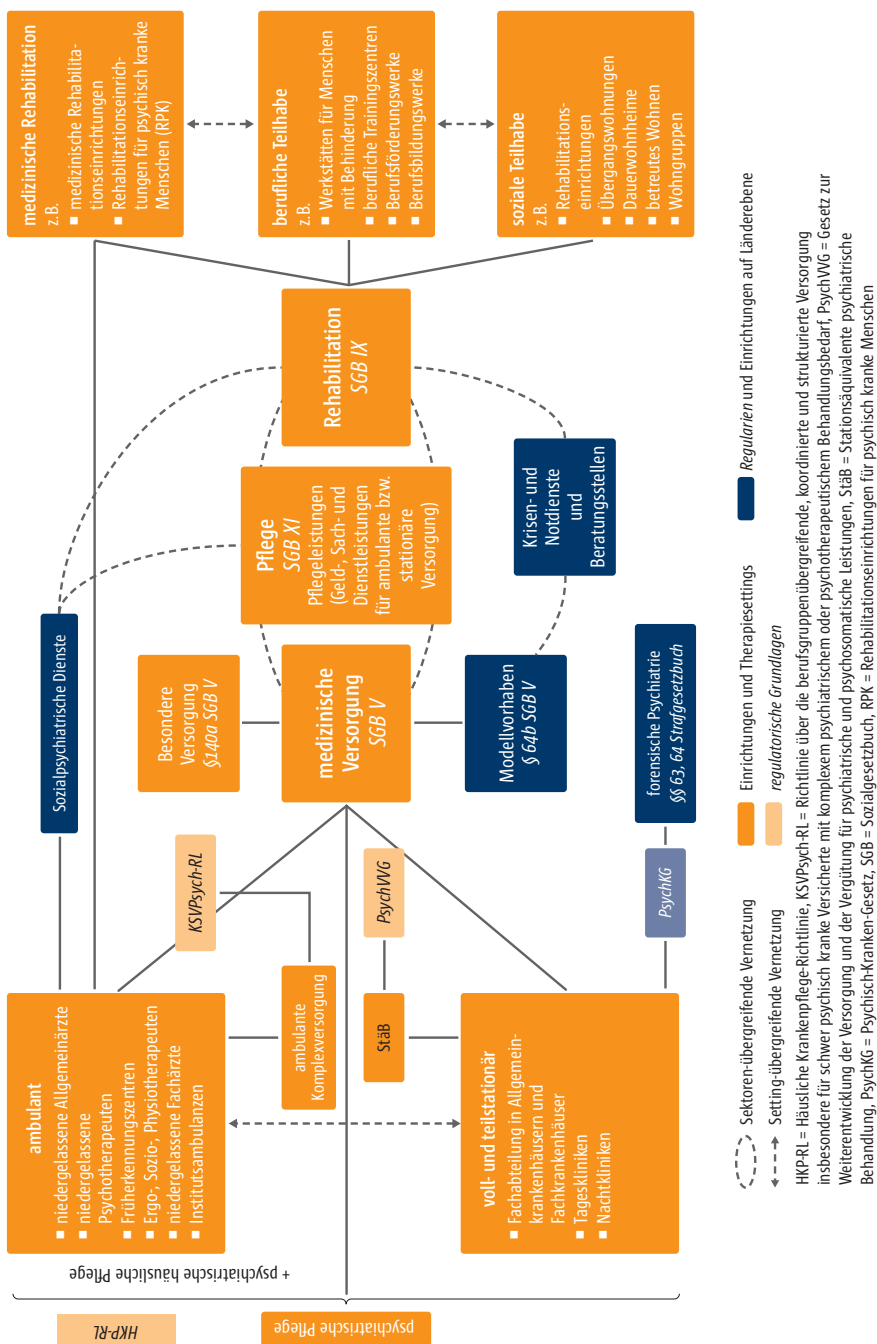 HKP-RL
psychiatrische Pflege
+ psychiatrische häusliche Pflege
ambulant
■ niedergelassene Allgemeinärzte
■ niedergelassene
Psychotherapeuten
■ Früherkennungszentren
■ Ergo-, Sozio-, Physiotherapeuten
■ niedergelassene Fachärzte
■ Institutsambulanzen
voll- und teilstationär
■ Fachabteilung in Allgemein-
krankenhäusern und
Fachkrankenhäuser
■ Tageskliniken
■ Nachtkliniken
ambulante
Komplexversorgung
StäB
KSVPsych-RL
PsychVVG
PsychKG
Sozialpsychiatrische Dienste
Besondere
Versorgung
§140a SGB V
medizinische
Versorgung
SGB V
Modellvorhaben
§ 64b SGB V
forensische Psychiatrie
§§ 63, 64 Strafgesetzbuch
Pflege
SGB XI
Pflegeleistungen
(Geld-, Sach- und
Dienstleistungen
für ambulante bzw.
stationäre
Versorgung)
Krisen- und
Notdienste
und
Beratungsstellen
Rehabilitation
SGB IX
medizinische Rehabilitation
z.B.
■ medizinische Rehabilita-
tionseinrichtungen
■ Rehabilitationseinrich-
tungen für psychisch kranke
Menschen (RPK)
berufliche Teilhabe
z.B.
■ Werkstätten für Menschen
mit Behinderung
■ berufliche Trainingszentren
■ Berufsförderungswerke
■ Berufsbildungswerke
soziale Teilhabe
z.B.
■ Rehabilitations-
einrichtungen
■ Übergangswohnungen
■ Dauerwohnheime
■ betreutes Wohnen
■ Wohngruppen
Sektoren-übergreifende Vernetzung
Setting-übergreifende Vernetzung
Einrichtungen und Therapiesettings
regulatorische Grundlagen
Regularien und Einrichtungen auf Länderebene
HKP-RL = Häusliche Krankenpflege-Richtlinie, KSVPsych-RL = Richtlinie über die berufsgruppenübergreifende, koordinierte und strukturierte Versorgung
insbesondere für schwer psychisch kranke Versicherte mit komplexem psychiatrischem oder psychotherapeutischem Behandlungsbedarf, PsychVVG = Gesetz zur
Weiterentwicklung der Versorgung und der Vergütung für psychiatrische und psychosomatische Leistungen, StäB = Stationsäquivalente psychiatrische
Behandlung, PsychKG = Psychisch-Kranken-Gesetz, SGB = Sozialgesetzbuch, RPK = Rehabilitationseinrichtungen für psychisch kranke Menschen